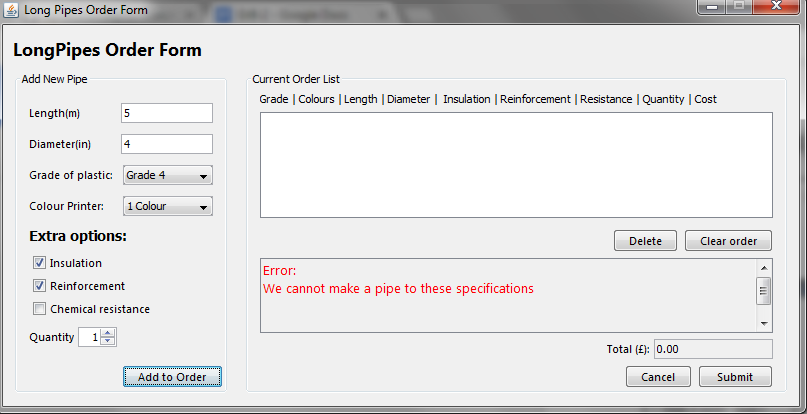 Long Pipes Order Form
LongPipes Order Form
Add New Pipe
Length(m) 5
Diameter(in) 4
Grade of plastic: Grade 4
Colour Printer: 1 Colour
Extra options:
Insulation
Reinforcement
Chemical resistance
Quantity 1
Add to Order
Current Order List
Grade | Colours | Length | Diameter | Insulation | Reinforcement | Resistance | Quantity | Cost
Delete Clear order
Error:
We cannot make a pipe to these specifications
Total (£): 0.00
Cancel Submit